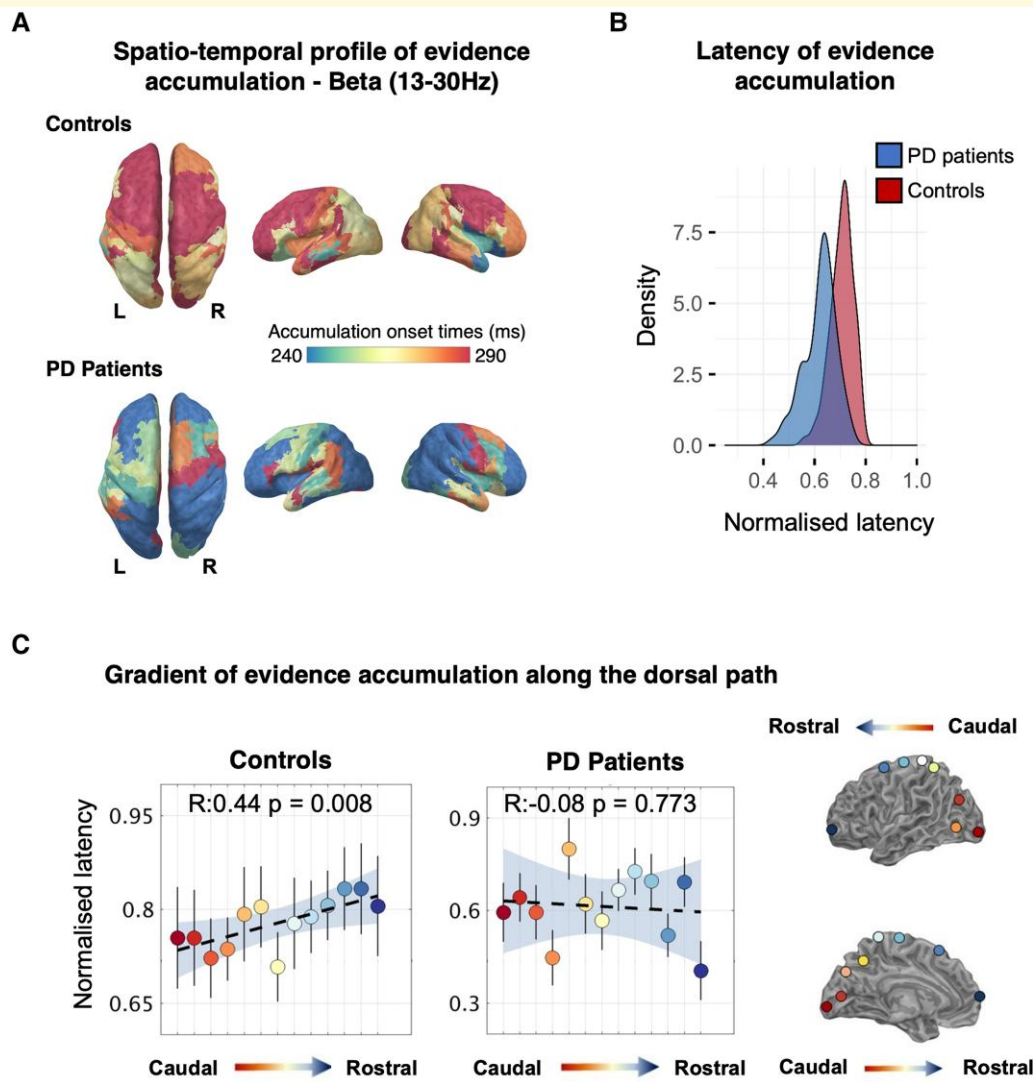 A
Spatio-temporal profile of evidence
accumulation - Beta (13-30Hz)
Controls
L
R
Accumulation onset times (ms)
240
290
PD Patients
L
R
B
Latency of evidence
accumulation
PD patients
Controls
7.5
5.0
2.5
0.0
Density
0.4
0.6
0.8
1.0
Normalised latency
C
Gradient of evidence accumulation along the dorsal path
Controls
R:0.44 p = 0.008
0.95
0.8
0.65
Normalised latency
Caudal
Rostral
PD Patients
R:-0.08 p = 0.773
0.9
0.6
0.3
Caudal
Rostral
Rostral
Caudal
Caudal
Rostral